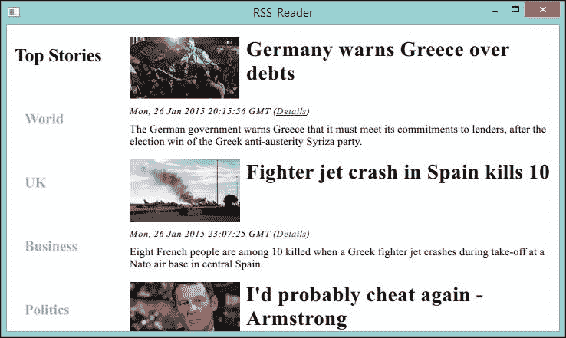 RSS Reader
Top Stories
World
UK
Business
Politics
Germany warns Greece over
debts
Mon, 26 Jan 2015 20:15:56 GMT (Details)
The German government warns Greece that it must meet its commitments to lenders, after the
election win of the Greek anti-austerity Syriza party.
Fighter jet crash in Spain kills 10
Mon, 26 Jan 2015 23:07:25 GMT (Details)
Eight French people are among 10 killed when a Greek fighter jet crashes during take-off at a
Nato air base in central Spain
I'd probably cheat again -
Armstrong